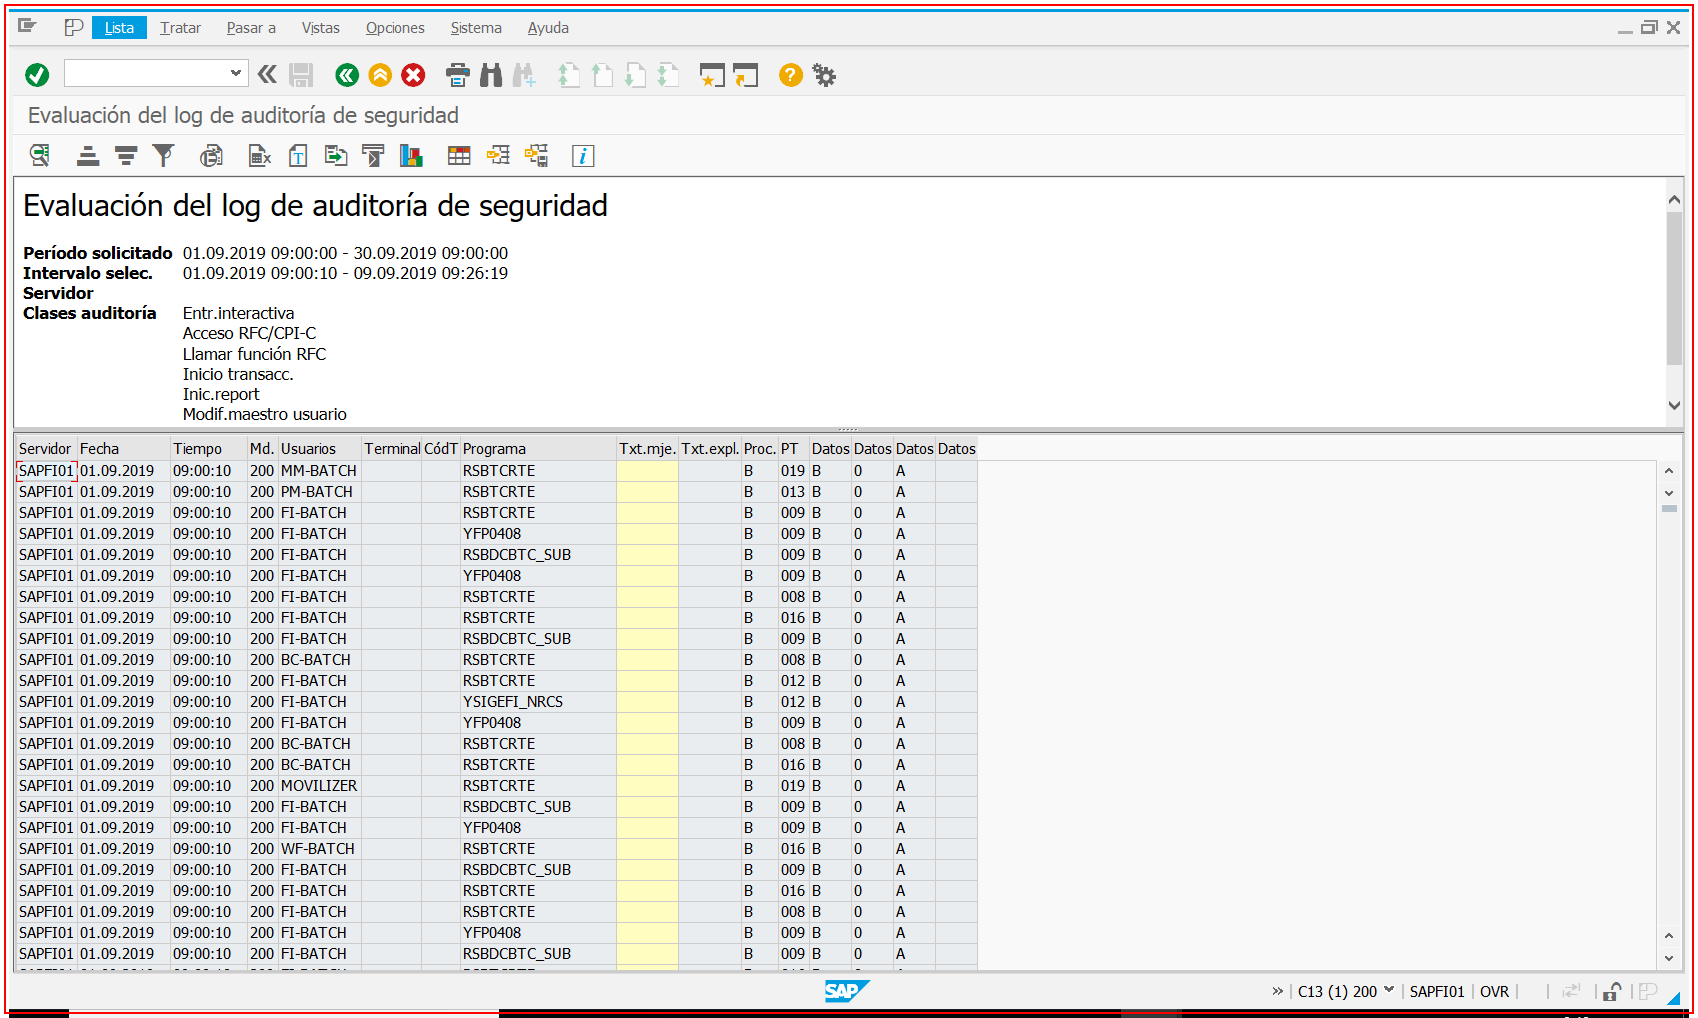 Lista Tratar Pasar a Vistas Opciones Sistema Ayuda
Evaluación del log de auditoría de seguridad
Evaluación del log de auditoría de seguridad
Período solicitado 01.09.2019 09:00:00 - 30.09.2019 09:00:00
Intervalo selec. 01.09.2019 09:00:10 - 09.09.2019 09:26:19
Servidor
Clases auditoría Entr.interactiva
Acceso RFC/CPI-C
Llamar función RFC
Inicio transacc.
Inic.report
Modif.maestro usuario
Servidor Fecha Tiempo Md. Usuarios Terminal CódT Programa Txt.mje. Txt.expl. Proc. PT Datos Datos Datos Datos
SAPFI01 01.09.2019 09:00:10 200 MM-BATCH RSBTCRTE B 019 B 0 A
SAPFI01 01.09.2019 09:00:10 200 PM-BATCH RSBTCRTE B 013 B 0 A
SAPFI01 01.09.2019 09:00:10 200 FI-BATCH RSBTCRTE B 009 B 0 A
SAPFI01 01.09.2019 09:00:10 200 FI-BATCH YFP0408 B 009 B 0 A
SAPFI01 01.09.2019 09:00:10 200 FI-BATCH RSBDCBTC_SUB B 009 B 0 A
SAPFI01 01.09.2019 09:00:10 200 FI-BATCH YFP0408 B 009 B 0 A
SAPFI01 01.09.2019 09:00:10 200 FI-BATCH RSBTCRTE B 008 B 0 A
SAPFI01 01.09.2019 09:00:10 200 FI-BATCH RSBTCRTE B 016 B 0 A
SAPFI01 01.09.2019 09:00:10 200 FI-BATCH RSBDCBTC_SUB B 009 B 0 A
SAPFI01 01.09.2019 09:00:10 200 BC-BATCH RSBTCRTE B 008 B 0 A
SAPFI01 01.09.2019 09:00:10 200 FI-BATCH RSBTCRTE B 012 B 0 A
SAPFI01 01.09.2019 09:00:10 200 FI-BATCH YSIGEFI_NRCS B 012 B 0 A
SAPFI01 01.09.2019 09:00:10 200 FI-BATCH YFP0408 B 009 B 0 A
SAPFI01 01.09.2019 09:00:10 200 BC-BATCH RSBTCRTE B 008 B 0 A
SAPFI01 01.09.2019 09:00:10 200 BC-BATCH RSBTCRTE B 016 B 0 A
SAPFI01 01.09.2019 09:00:10 200 MOVILIZER RSBTCRTE B 019 B 0 A
SAPFI01 01.09.2019 09:00:10 200 FI-BATCH RSBDCBTC_SUB B 009 B 0 A
SAPFI01 01.09.2019 09:00:10 200 FI-BATCH YFP0408 B 009 B 0 A
SAPFI01 01.09.2019 09:00:10 200 WF-BATCH RSBTCRTE B 016 B 0 A
SAPFI01 01.09.2019 09:00:10 200 FI-BATCH RSBDCBTC_SUB B 009 B 0 A
SAPFI01 01.09.2019 09:00:10 200 FI-BATCH RSBTCRTE B 016 B 0 A
SAPFI01 01.09.2019 09:00:10 200 FI-BATCH RSBTCRTE B 008 B 0 A
SAPFI01 01.09.2019 09:00:10 200 FI-BATCH YFP0408 B 009 B 0 A
SAPFI01 01.09.2019 09:00:10 200 FI-BATCH RSBDCBTC_SUB B 009 B 0 A
SAP » C13 (1) 200 SAPFI01 OVR